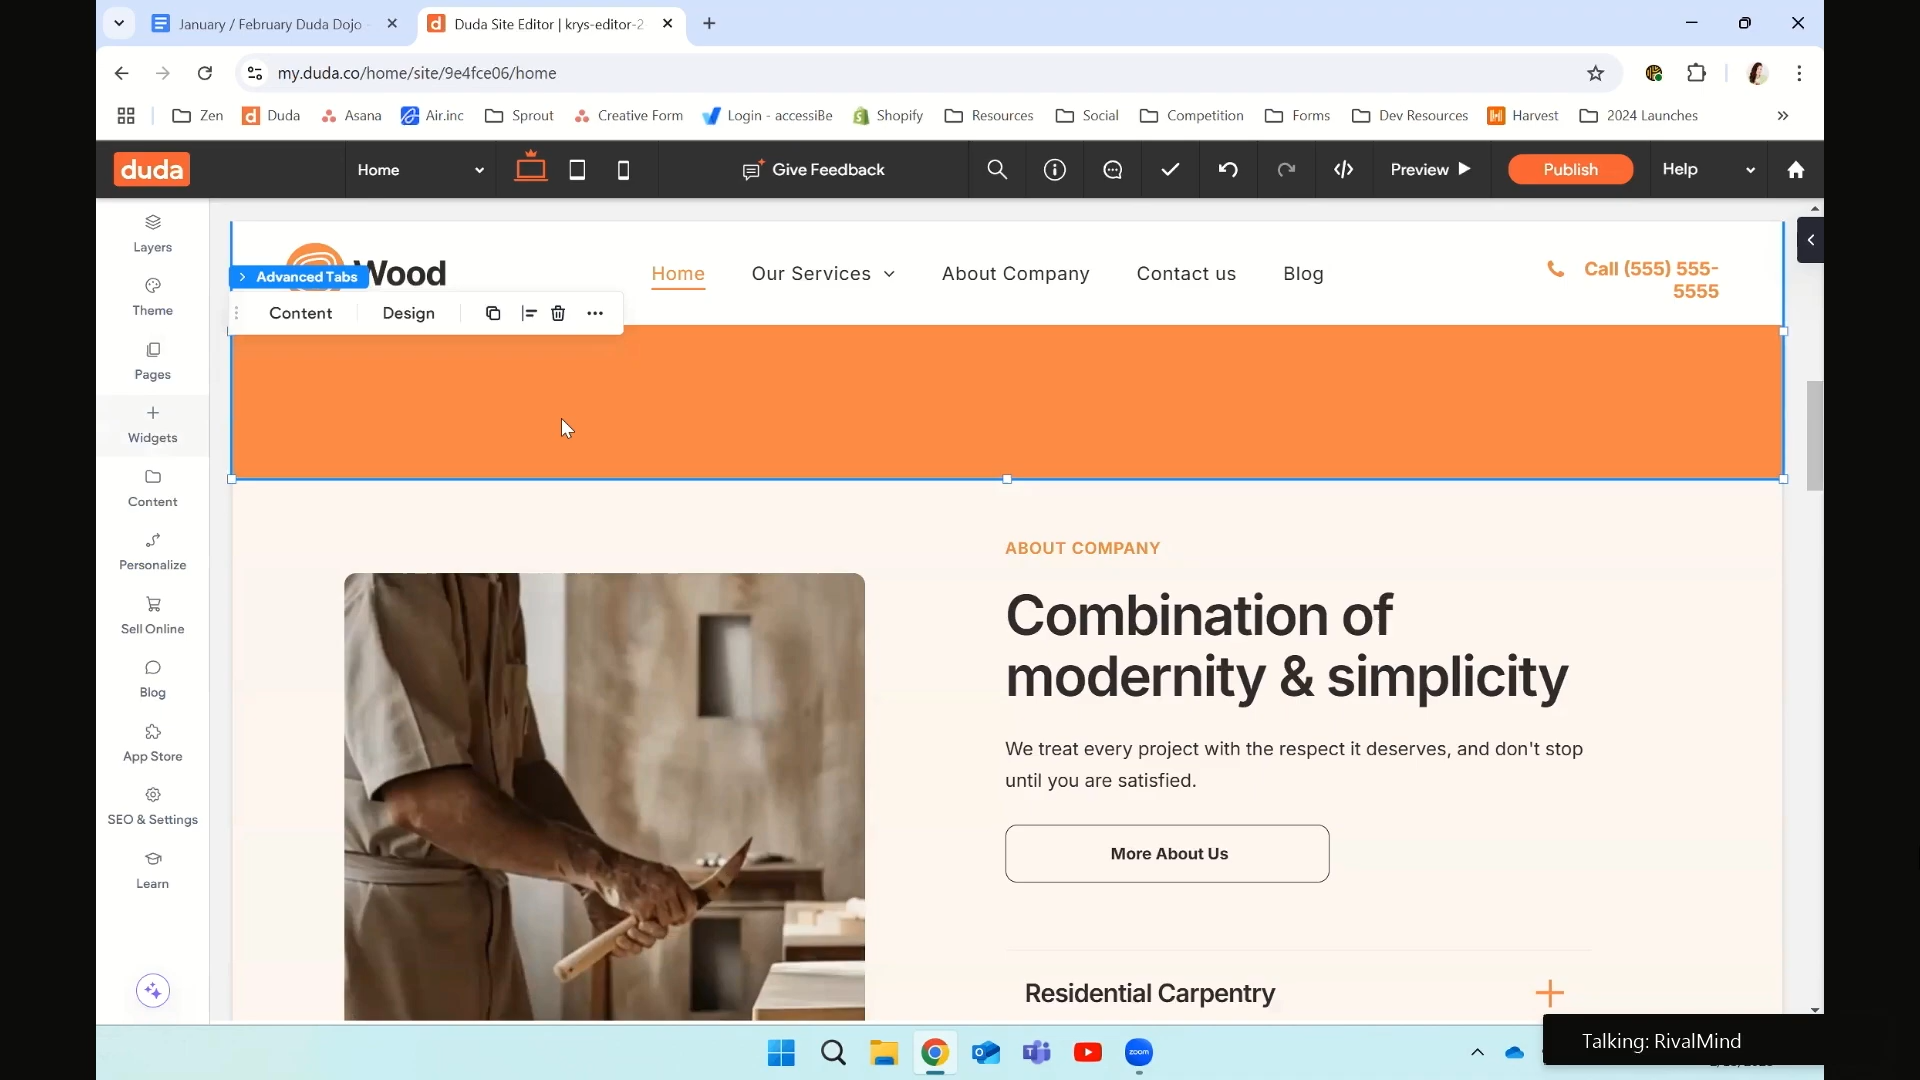 January / February Duda Dojo
Duda Site Editor | krys-editor-2
my.duda.co/home/site/9e4fce06/home
Zen
Duda
Asana
Air.inc
Sprout
Creative Form
Login - accessiBe
Shopify
Resources
Social
Competition
Forms
Dev Resources
Harvest
2024 Launches
duda
Home
Give Feedback
Preview
Publish
Help
Layers
Theme
Pages
Widgets
Content
Personalize
Sell Online
Blog
App Store
SEO & Settings
Learn
Wood
Advanced Tabs
Home
Our Services
About Company
Contact us
Blog
Call (555) 555-
5555
Content
Design
ABOUT COMPANY
Combination of
modernity & simplicity
We treat every project with the respect it deserves, and don't stop
until you are satisfied.
More About Us
Residential Carpentry
zoom
Talking: RivalMind